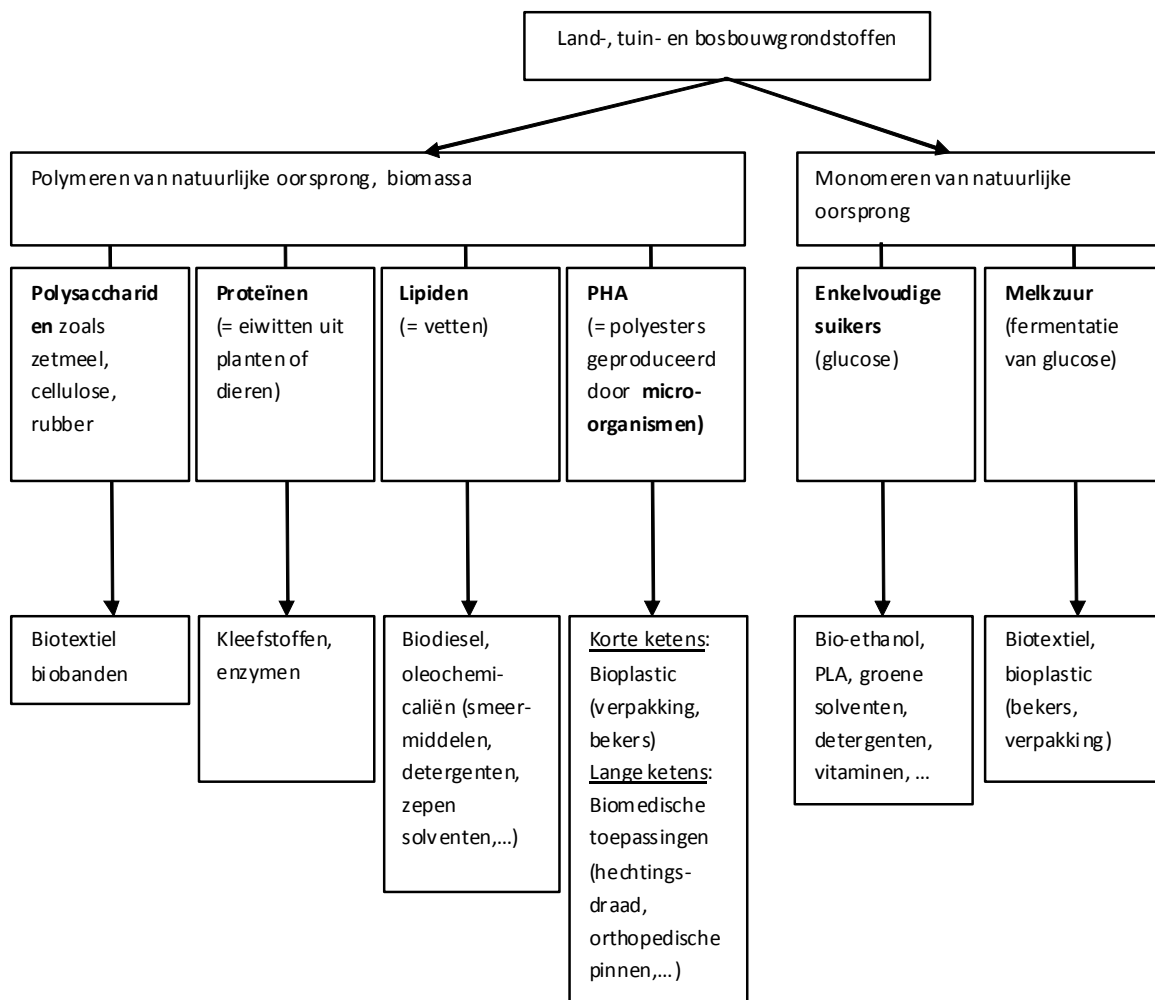 Land-, tuin- en bosbouwgrondstoffen
Polymeren van natuurlijke oorsprong, biomassa
Monomeren van natuurlijke
oorsprong
Polysaccharid
en zoals
zetmeel,
cellulose,
rubber
Proteïnen
(= eiwitten uit
planten of
dieren)
Lipiden
(= vetten)
PHA
(= polyesters
geproduceerd
door micro-
organismen)
Enkelvoudige
suikers
(glucose)
Melkzuur
(fermentatie
van glucose)
Biotextiel
biobanden
Kleefstoffen,
enzymen
Biodiesel,
oleochemi-
caliën (smeer-
middelen,
detergenten,
zepen
solventen,...)
Korte ketens:
Bioplastic
(verpakking,
bekers)
Lange ketens:
Biomedische
toepassingen
(hechtings-
draad,
orthopedische
pinnen,...)
Bio-ethanol,
PLA, groene
solventen,
detergenten,
vitaminen, ...
Biotextiel,
bioplastic
(bekers,
verpakking)